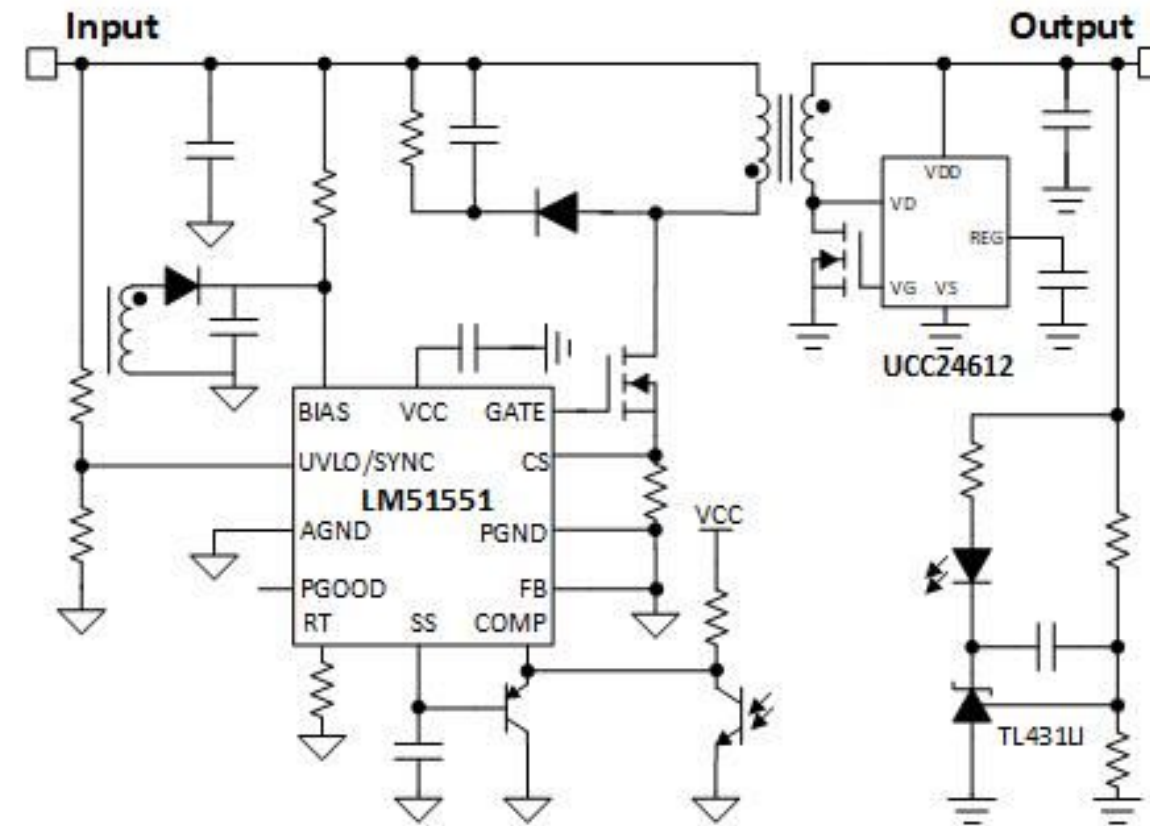 Input
Output
VDD
VD
REG
VG VS
UCC24612
BIAS VCC GATE
UVLO/SYNC CS
LM51551
VCC
AGND PGND
PGOOD FB
RT SS COMP
TL431LI